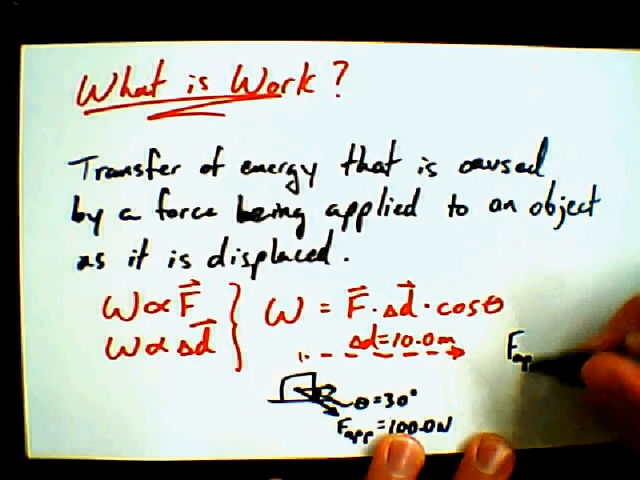 What is Work?
Transfer of energy that is caused
by a force being applied to an object
as it is displaced.
W∝F⃗ } W = F⃗·Δd⃗·cosθ
W∝Δd⃗
Δd=10.0m
θ=30°
Fapp=100.0N
Fap